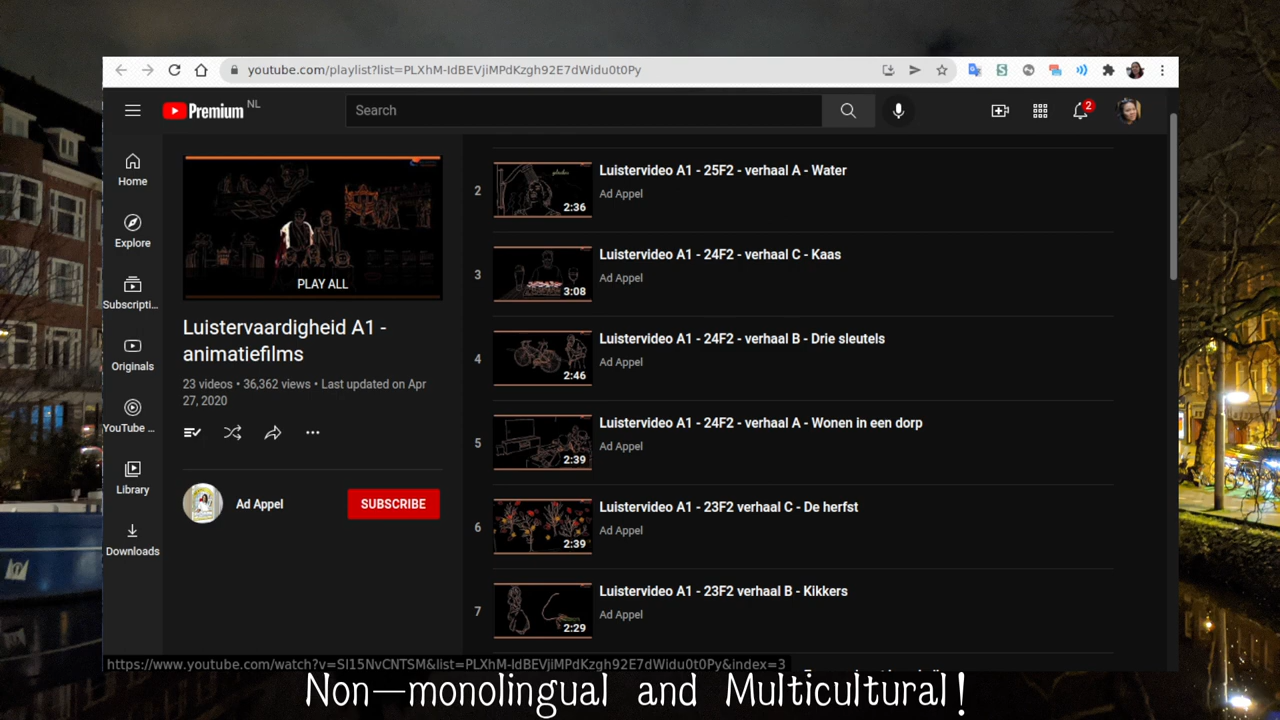 youtube.com/playlist?list=PLXhM-IdBEVjiMPdKzgh92E7dWidu0t0Py
Premium NL
Search
2
Home
Explore
Subscripti...
Originals
YouTube ...
Library
Downloads
PLAY ALL
Luistervaardigheid A1 -
animatiefilms
23 videos • 36,362 views • Last updated on Apr
27, 2020
Ad Appel
SUBSCRIBE
2
2:36
Luistervideo A1 - 25F2 - verhaal A - Water
Ad Appel
3
3:08
Luistervideo A1 - 24F2 - verhaal C - Kaas
Ad Appel
4
2:46
Luistervideo A1 - 24F2 - verhaal B - Drie sleutels
Ad Appel
5
2:39
Luistervideo A1 - 24F2 - verhaal A - Wonen in een dorp
Ad Appel
6
2:39
Luistervideo A1 - 23F2 verhaal C - De herfst
Ad Appel
7
2:29
Luistervideo A1 - 23F2 verhaal B - Kikkers
Ad Appel
https://www.youtube.com/watch?v=SI15NvCNTSM&list=PLXhM-IdBEVjiMPdKzgh92E7dWidu0t0Py&index=3
Non-monolingual and Multicultural!